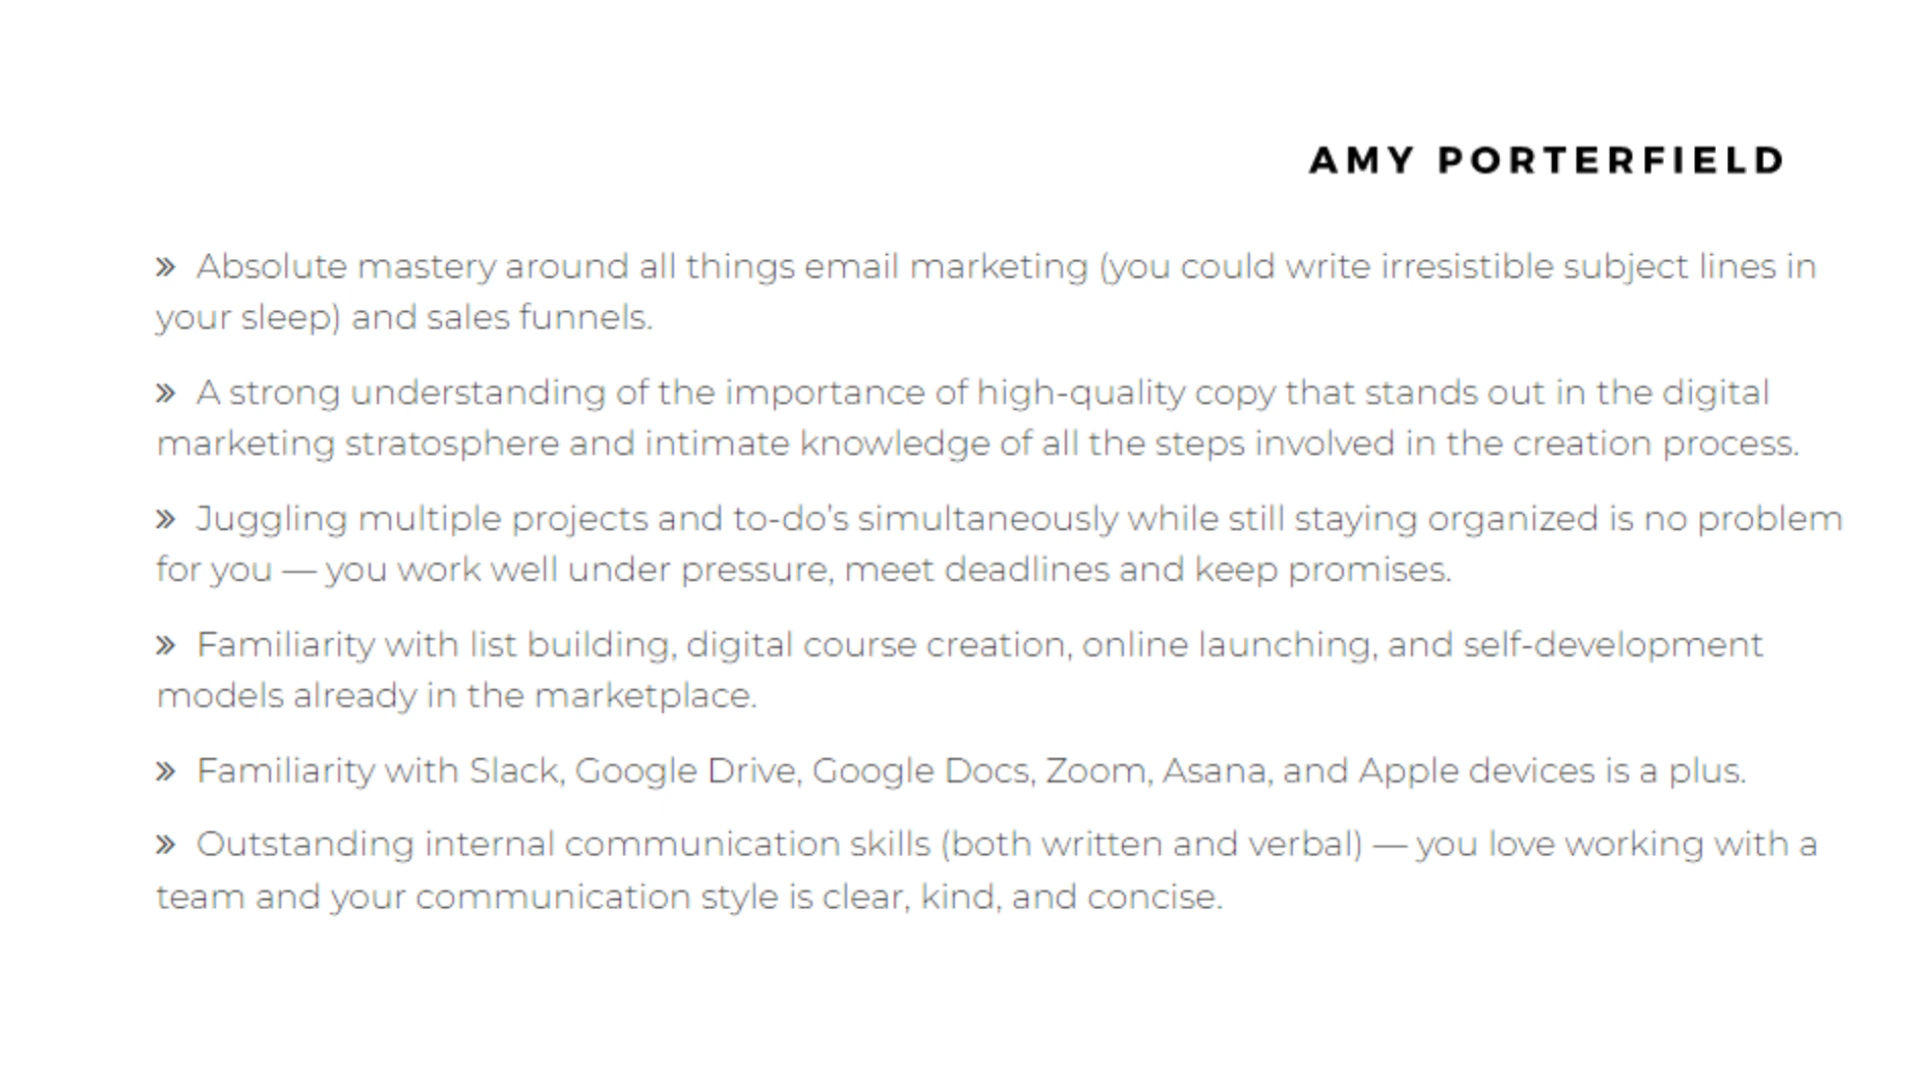 AMY PORTERFIELD
» Absolute mastery around all things email marketing (you could write irresistible subject lines in
your sleep) and sales funnels.
» A strong understanding of the importance of high-quality copy that stands out in the digital
marketing stratosphere and intimate knowledge of all the steps involved in the creation process.
» Juggling multiple projects and to-do’s simultaneously while still staying organized is no problem
for you — you work well under pressure, meet deadlines and keep promises.
» Familiarity with list building, digital course creation, online launching, and self-development
models already in the marketplace.
» Familiarity with Slack, Google Drive, Google Docs, Zoom, Asana, and Apple devices is a plus.
» Outstanding internal communication skills (both written and verbal) — you love working with a
team and your communication style is clear, kind, and concise.